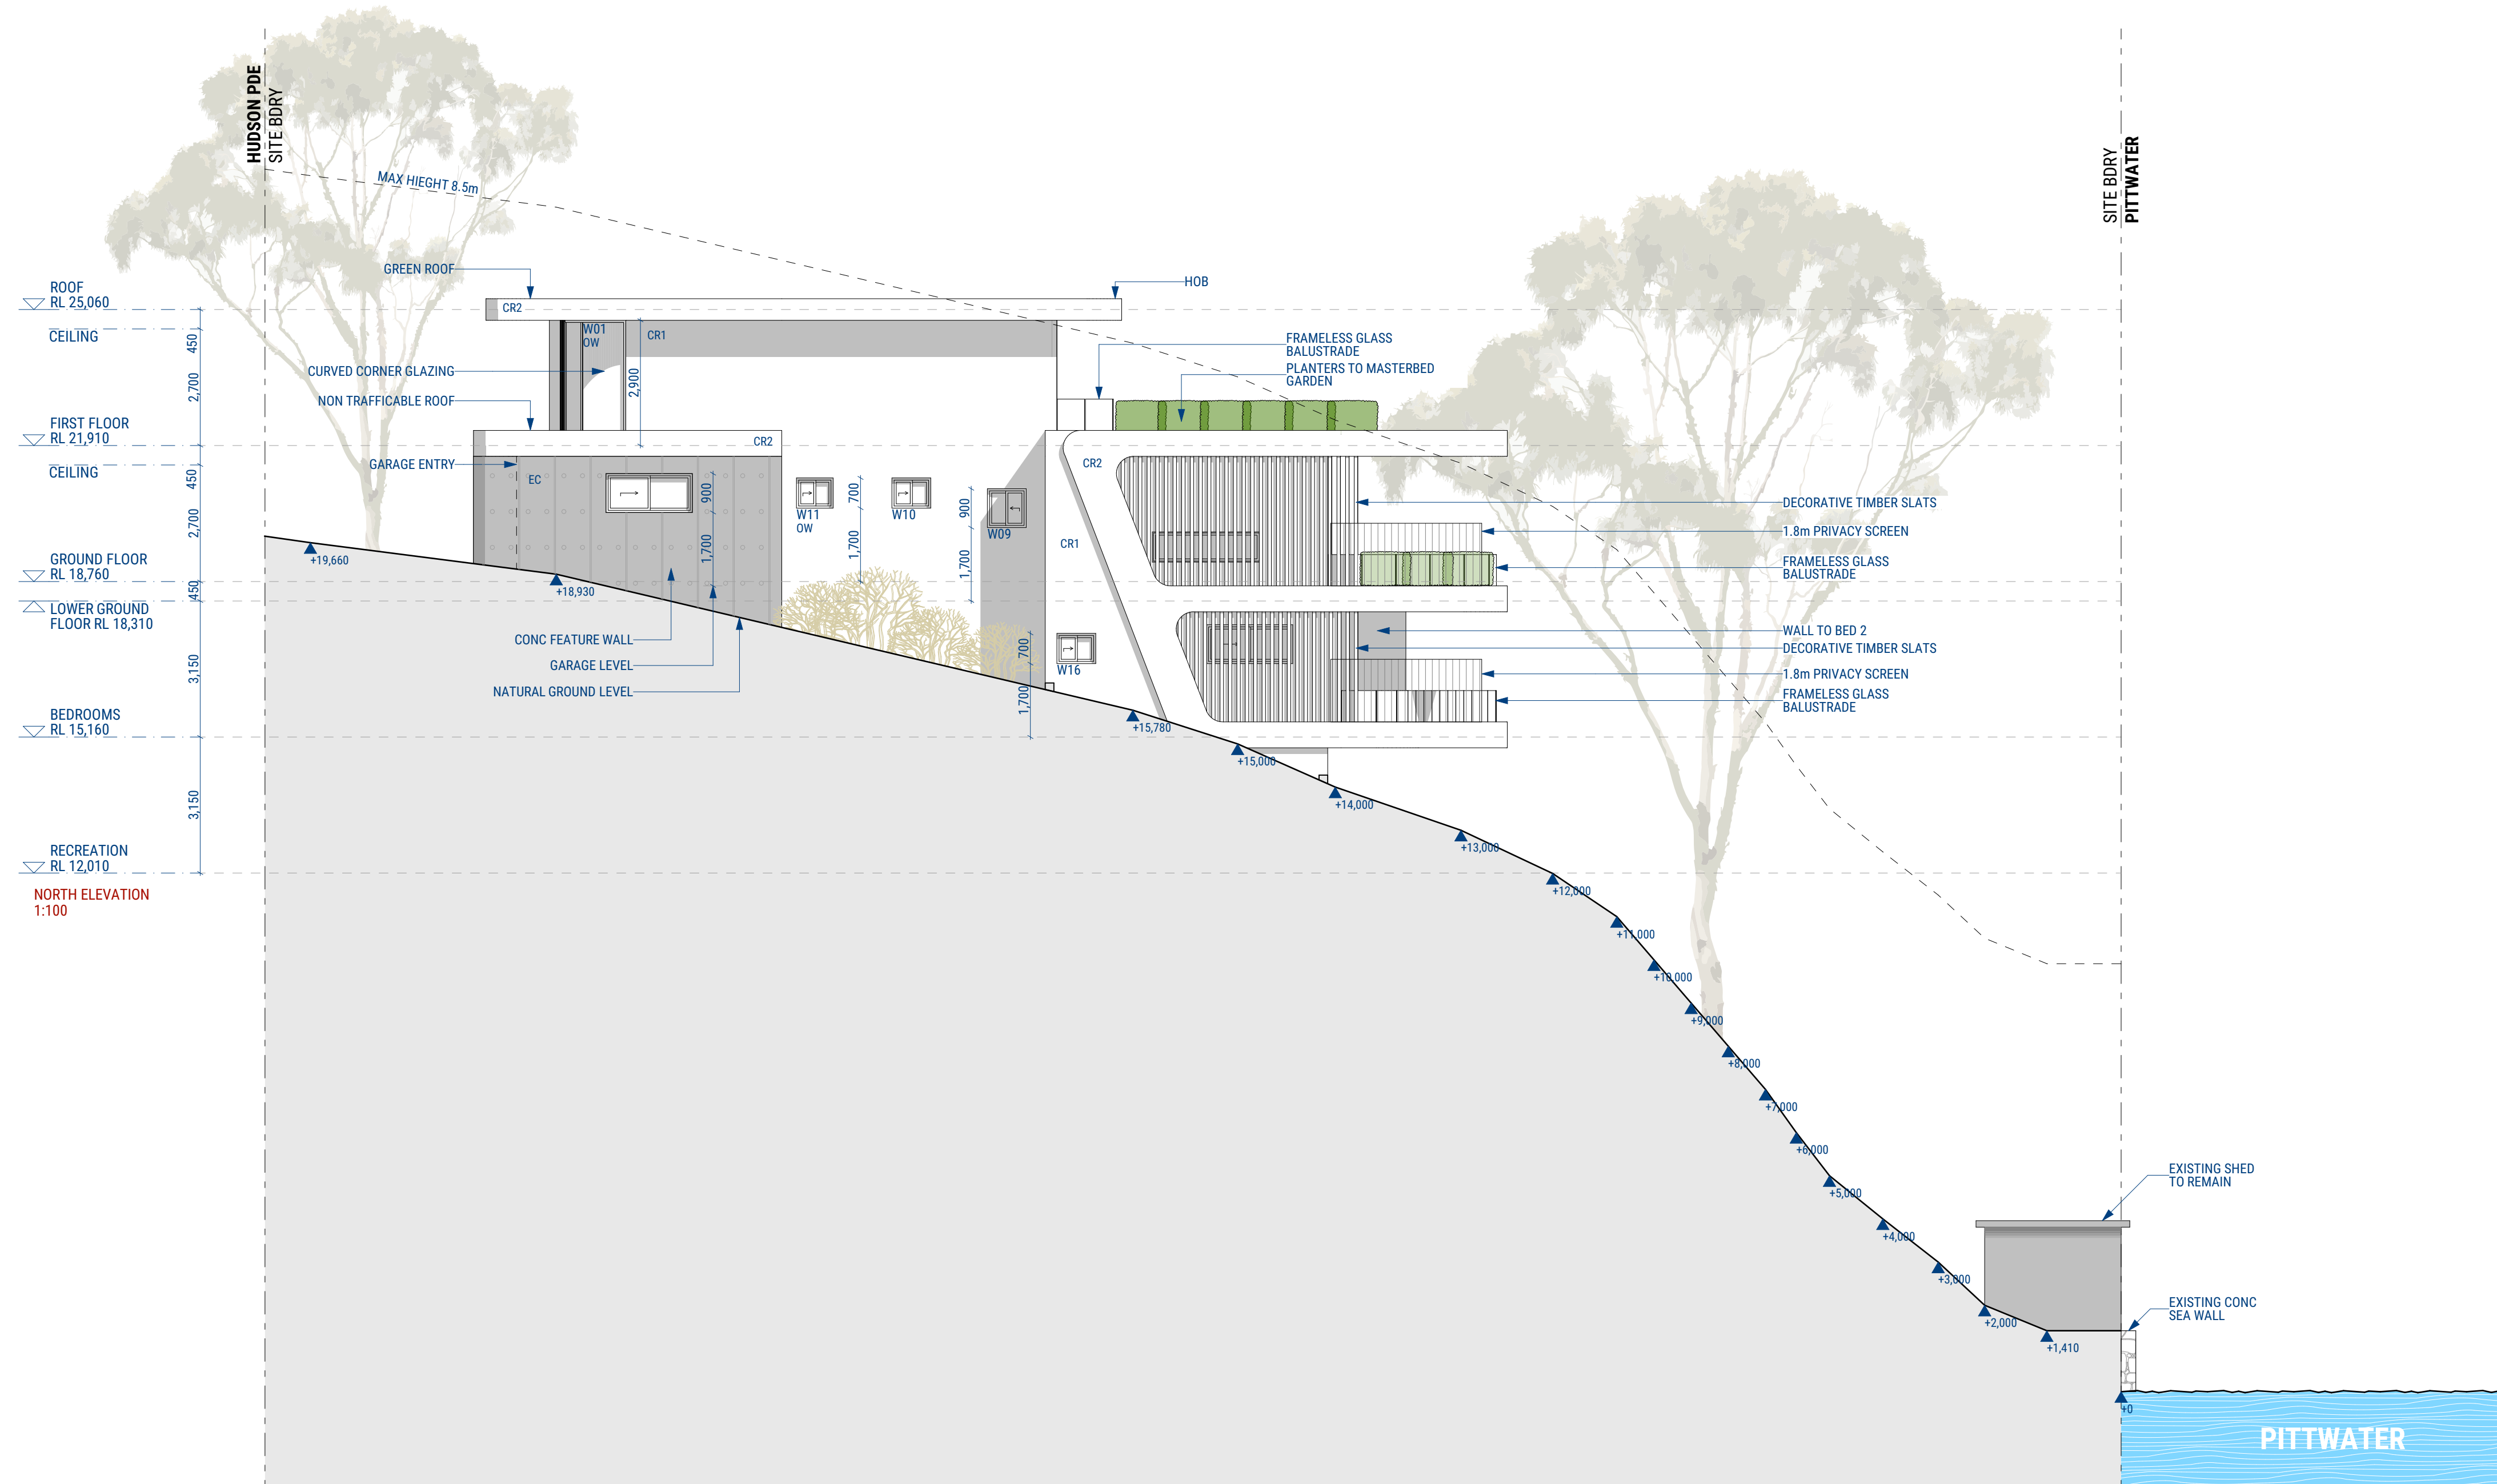 HUDSON PDE
SITE BDRY
SITE BDRY
PITTWATER
MAX HIEGHT 8.5m
GREEN ROOF
HOB
ROOF
RL 25,060
CR2
CEILING
450
W01
OW
CR1
FRAMELESS GLASS
BALUSTRADE
CURVED CORNER GLAZING
2,700
2,900
PLANTERS TO MASTERBED
GARDEN
NON TRAFFICABLE ROOF
FIRST FLOOR
RL 21,910
CR2
GARAGE ENTRY
CR2
CEILING
450
EC
900
700
900
W11
OW
W10
W09
DECORATIVE TIMBER SLATS
2,700
1,700
1,700
1,700
CR1
1.8m PRIVACY SCREEN
GROUND FLOOR
RL 18,760
+19,660
FRAMELESS GLASS
BALUSTRADE
450
+18,930
LOWER GROUND
FLOOR RL 18,310
CONC FEATURE WALL
WALL TO BED 2
700
DECORATIVE TIMBER SLATS
GARAGE LEVEL
W16
3,150
1.8m PRIVACY SCREEN
NATURAL GROUND LEVEL
1,700
FRAMELESS GLASS
BALUSTRADE
BEDROOMS
RL 15,160
+15,780
+15,000
3,150
+14,000
+13,000
RECREATION
RL 12,010
+12,000
NORTH ELEVATION
1:100
+11,000
+10,000
+9,000
+8,000
+7,000
+6,000
EXISTING SHED
TO REMAIN
+5,000
+4,000
+3,000
EXISTING CONC
SEA WALL
+2,000
+1,410
+0
PITTWATER